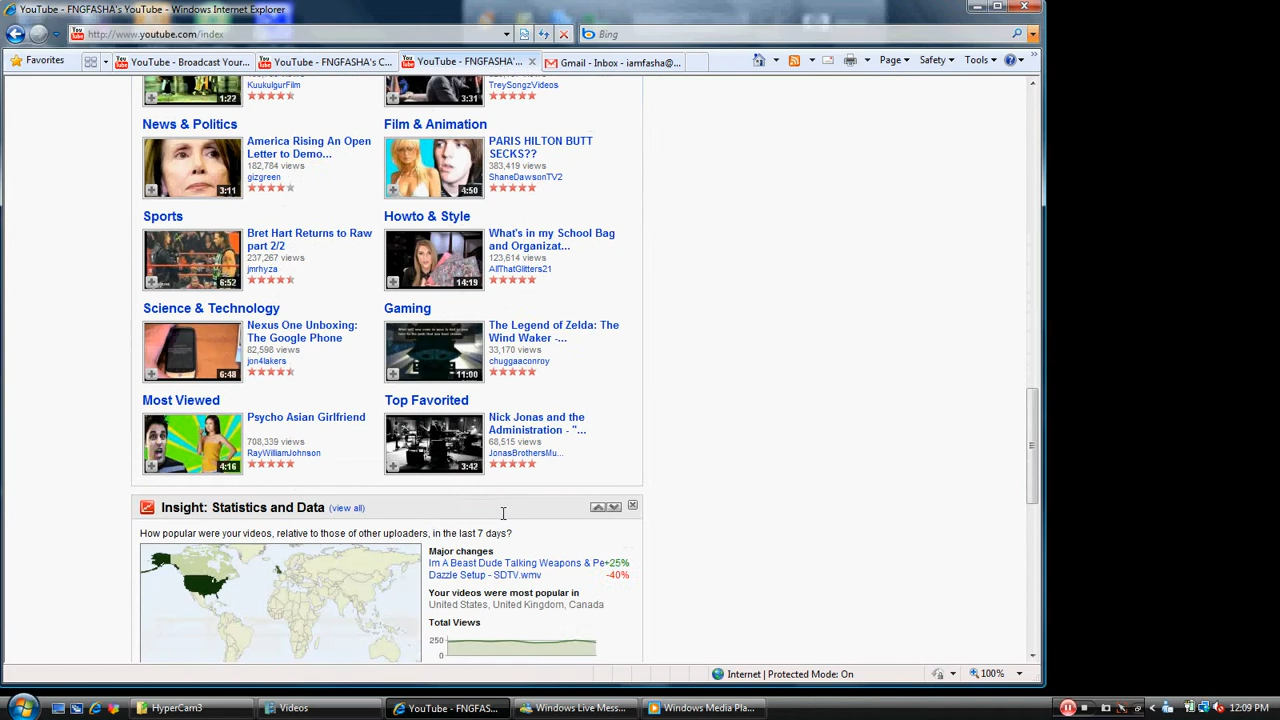 YouTube - FNGFASHA's YouTube - Windows Internet Explorer
http://www.youtube.com/index
Bing
Favorites
YouTube - Broadcast Your...
YouTube - FNGFASHA's C...
YouTube - FNGFASHA'...
Gmail - Inbox - iamfasha@...
Page
Safety
Tools
KuukulgurFilm
1:22
TreySongzVideos
3:31
News & Politics
America Rising An Open
Letter to Demo...
182,784 views
gizgreen
3:11
Film & Animation
PARIS HILTON BUTT
SECKS??
383,419 views
ShaneDawsonTV2
4:50
Sports
Bret Hart Returns to Raw
part 2/2
237,267 views
jmrhyza
6:52
Howto & Style
What's in my School Bag
and Organizat...
123,614 views
AllThatGlitters21
14:19
Science & Technology
Nexus One Unboxing:
The Google Phone
82,598 views
jon4lakers
6:48
Gaming
The Legend of Zelda: The
Wind Waker -...
33,170 views
chuggaaconroy
11:00
Most Viewed
Psycho Asian Girlfriend
708,339 views
RayWilliamJohnson
4:16
Top Favorited
Nick Jonas and the
Administration - "...
68,515 views
JonasBrothersMu...
3:42
Insight: Statistics and Data (view all)
How popular were your videos, relative to those of other uploaders, in the last 7 days?
Major changes
Im A Beast Dude Talking Weapons & Pe +25%
Dazzle Setup - SDTV.wmv -40%
Your videos were most popular in
United States, United Kingdom, Canada
Total Views
250
0
Internet | Protected Mode: On
100%
HyperCam3
Videos
YouTube - FNGFAS...
Windows Live Mess...
Windows Media Pla...
12:09 PM